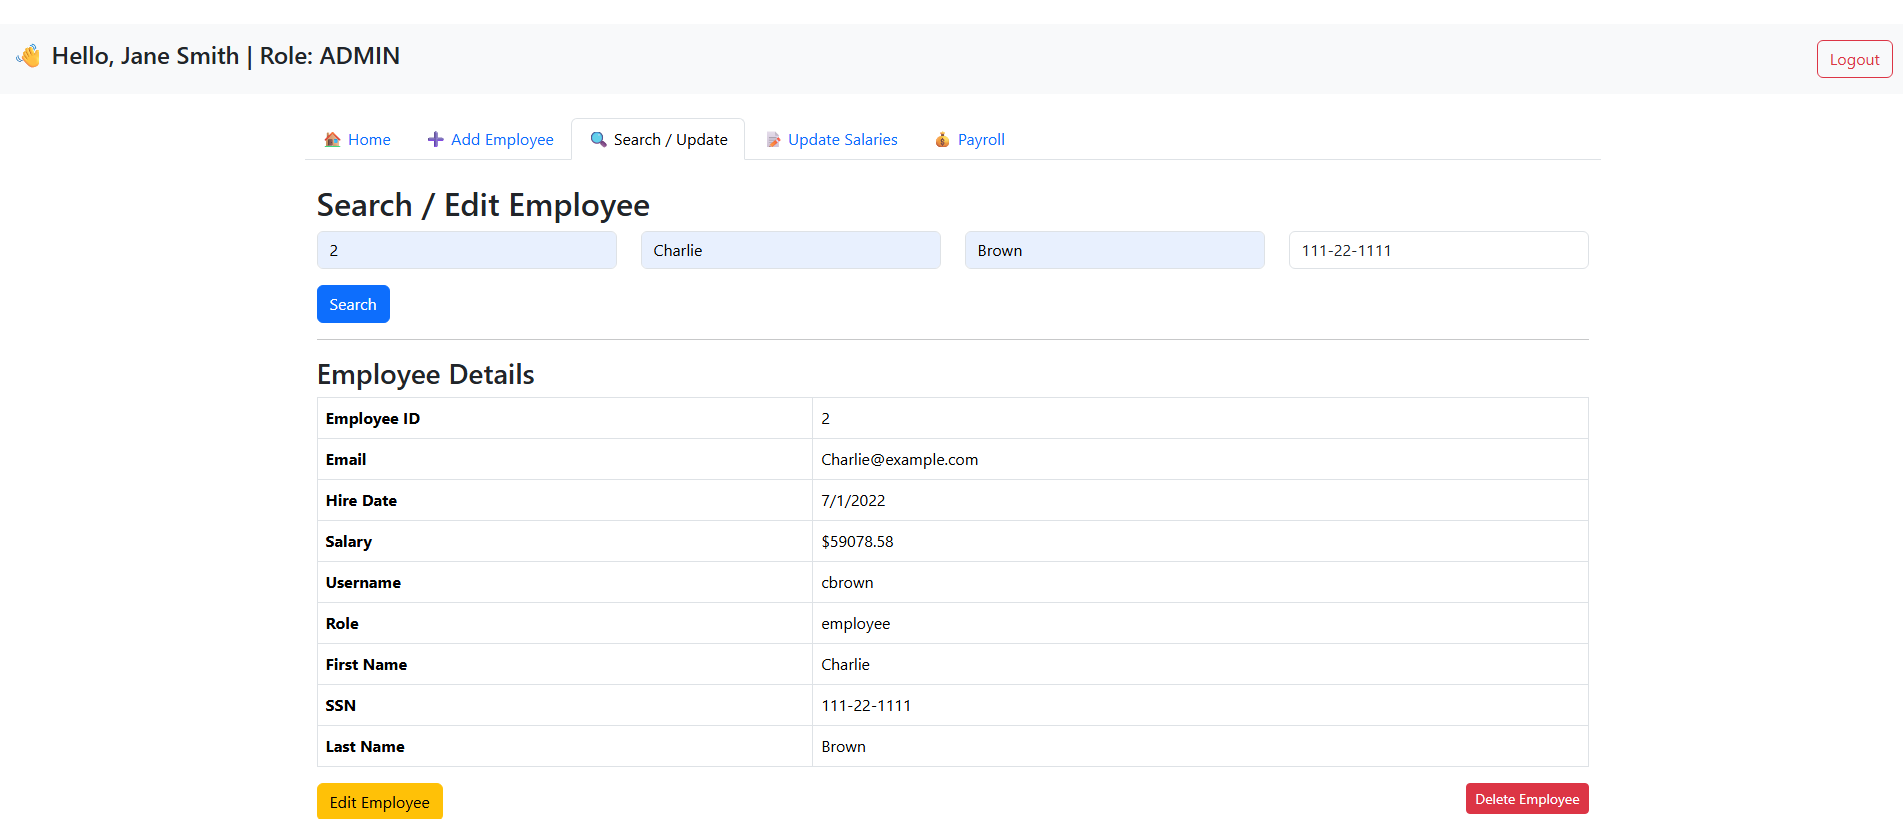 👋 Hello, Jane Smith | Role: ADMIN
Logout
🏠 Home ➕ Add Employee 🔍 Search / Update 📝 Update Salaries 💰 Payroll
Search / Edit Employee
2 Charlie Brown 111-22-1111
Search
Employee Details
Employee ID 2
Email Charlie@example.com
Hire Date 7/1/2022
Salary $59078.58
Username cbrown
Role employee
First Name Charlie
SSN 111-22-1111
Last Name Brown
Edit Employee Delete Employee